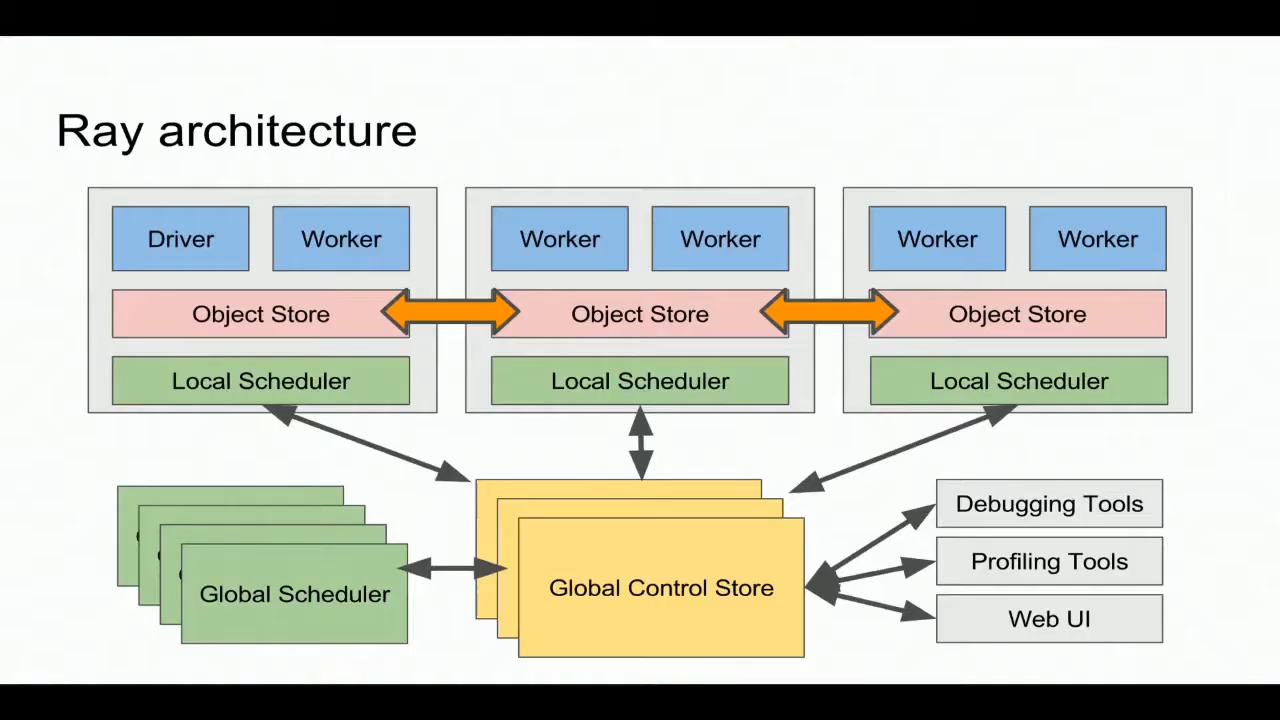 Ray architecture
Driver
Worker
Worker
Worker
Worker
Worker
Object Store
Object Store
Object Store
Local Scheduler
Local Scheduler
Local Scheduler
Global Scheduler
Global Control Store
Debugging Tools
Profiling Tools
Web UI